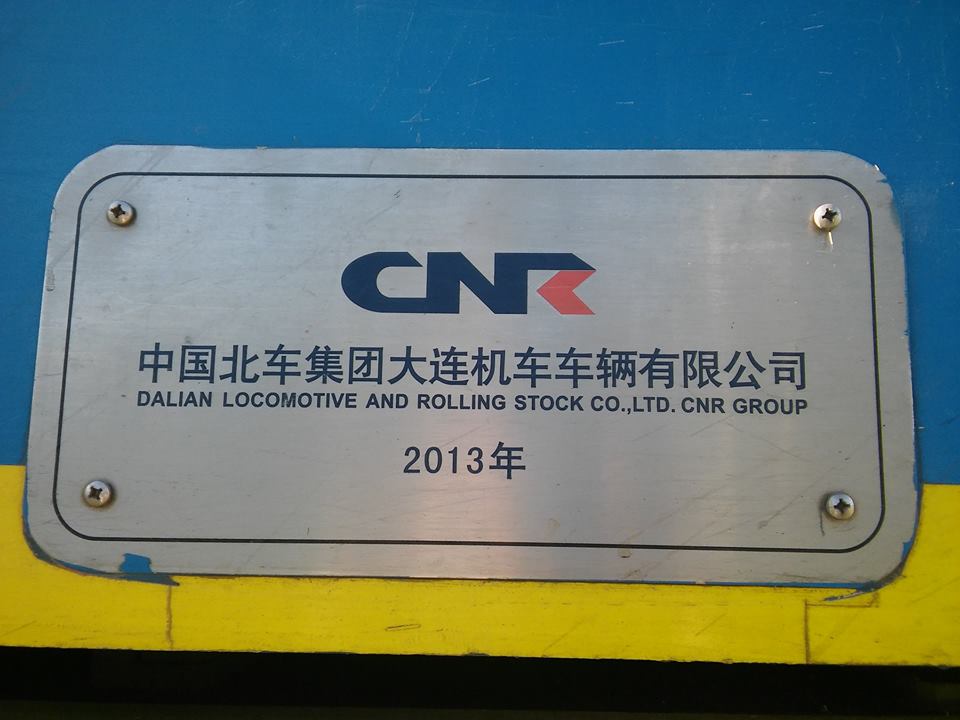 CNR
中国北车集团大连机车车辆有限公司
DALIAN LOCOMOTIVE AND ROLLING STOCK CO.,LTD. CNR GROUP
2013年